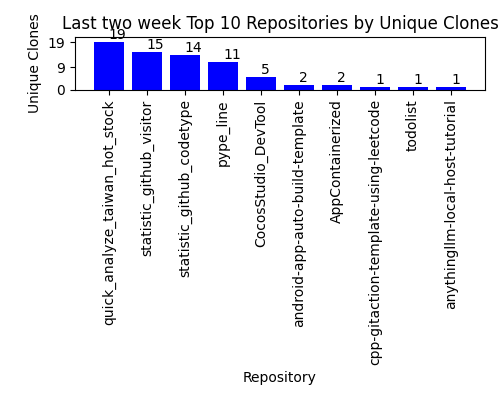 Last two week Top 10 Repositories by Unique Clones
Unique Clones
19
9
0
19
15
14
11
5
2
2
1
1
1
quick_analyze_taiwan_hot_stock
statistic_github_visitor
statistic_github_codetype
pype_line
CocosStudio_DevTool
android-app-auto-build-template
AppContainerized
cpp-gitaction-template-using-leetcode
todolist
anythingllm-local-host-tutorial
Repository